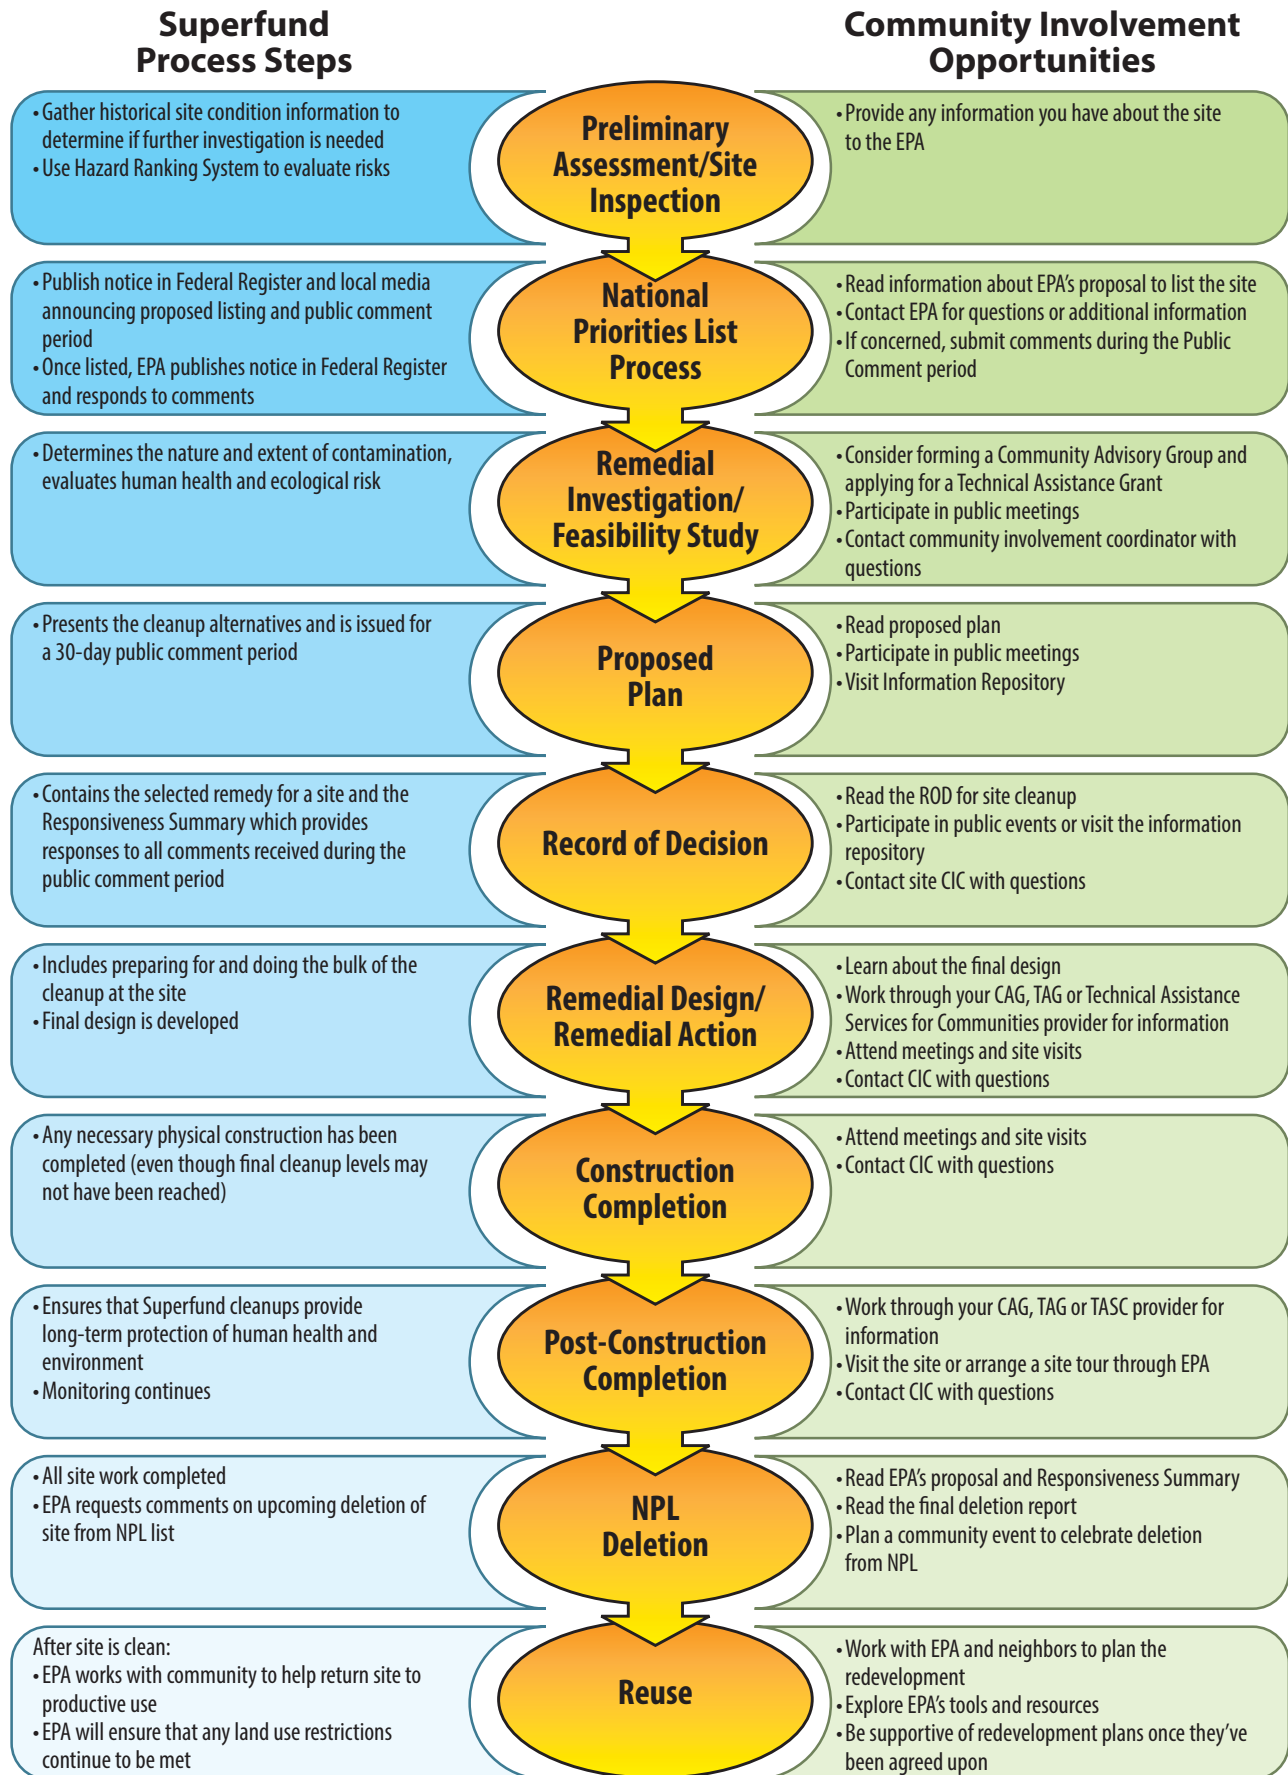 Superfund
Process Steps
Community Involvement
Opportunities
• Gather historical site condition information to
determine if further investigation is needed
• Use Hazard Ranking System to evaluate risks
Preliminary
Assessment/Site
Inspection
• Provide any information you have about the site
to the EPA
• Publish notice in Federal Register and local media
announcing proposed listing and public comment
period
• Once listed, EPA publishes notice in Federal Register
and responds to comments
National
Priorities List
Process
• Read information about EPA’s proposal to list the site
• Contact EPA for questions or additional information
• If concerned, submit comments during the Public
Comment period
• Determines the nature and extent of contamination,
evaluates human health and ecological risk
Remedial
Investigation/
Feasibility Study
• Consider forming a Community Advisory Group and
applying for a Technical Assistance Grant
• Participate in public meetings
• Contact community involvement coordinator with
questions
• Presents the cleanup alternatives and is issued for
a 30-day public comment period
Proposed
Plan
• Read proposed plan
• Participate in public meetings
• Visit Information Repository
• Contains the selected remedy for a site and the
Responsiveness Summary which provides
responses to all comments received during the
public comment period
Record of Decision
• Read the ROD for site cleanup
• Participate in public events or visit the information
repository
• Contact site CIC with questions
• Includes preparing for and doing the bulk of the
cleanup at the site
• Final design is developed
Remedial Design/
Remedial Action
• Learn about the final design
• Work through your CAG, TAG or Technical Assistance
Services for Communities provider for information
• Attend meetings and site visits
• Contact CIC with questions
• Any necessary physical construction has been
completed (even though final cleanup levels may
not have been reached)
Construction
Completion
• Attend meetings and site visits
• Contact CIC with questions
• Ensures that Superfund cleanups provide
long-term protection of human health and
environment
• Monitoring continues
Post-Construction
Completion
• Work through your CAG, TAG or TASC provider for
information
• Visit the site or arrange a site tour through EPA
• Contact CIC with questions
• All site work completed
• EPA requests comments on upcoming deletion of
site from NPL list
NPL
Deletion
• Read EPA’s proposal and Responsiveness Summary
• Read the final deletion report
• Plan a community event to celebrate deletion
from NPL
After site is clean:
• EPA works with community to help return site to
productive use
• EPA will ensure that any land use restrictions
continue to be met
Reuse
• Work with EPA and neighbors to plan the
redevelopment
• Explore EPA’s tools and resources
• Be supportive of redevelopment plans once they’ve
been agreed upon